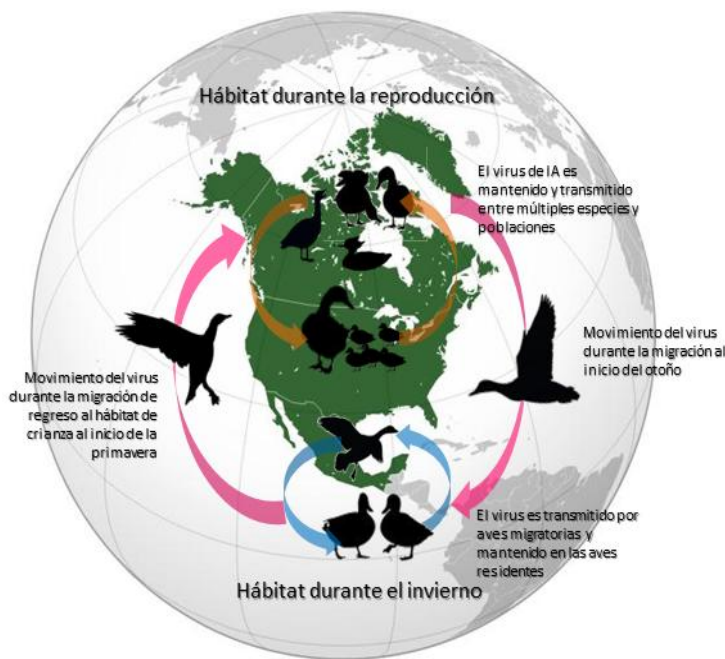 Hábitat durante la reproducción
El virus de IA es
mantenido y transmitido
entre múltiples especies y
poblaciones
Movimiento del virus
durante la migración al
inicio del otoño
Movimiento del virus
durante la migración de
regreso al hábitat de
crianza al inicio de la
primavera
El virus es transmitido por
aves migratorias y
mantenido en las aves
residentes
Hábitat durante el invierno